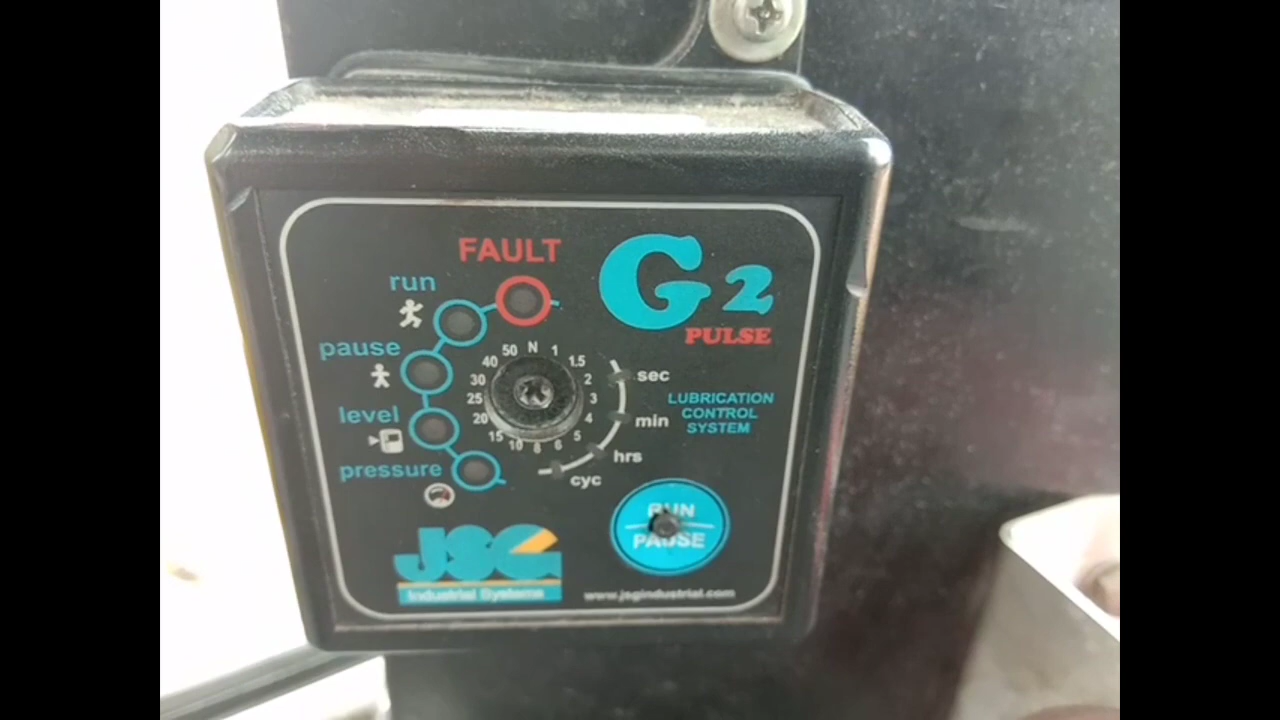 FAULT
G2
PULSE
run
pause
level
pressure
N
1
1.5
2
3
4
5
6
8
10
15
20
25
30
40
50
sec
min
hrs
cyc
LUBRICATION
CONTROL
SYSTEM
RUN
PAUSE
JSG
Industrial Systems
www.jsgindustrial.com